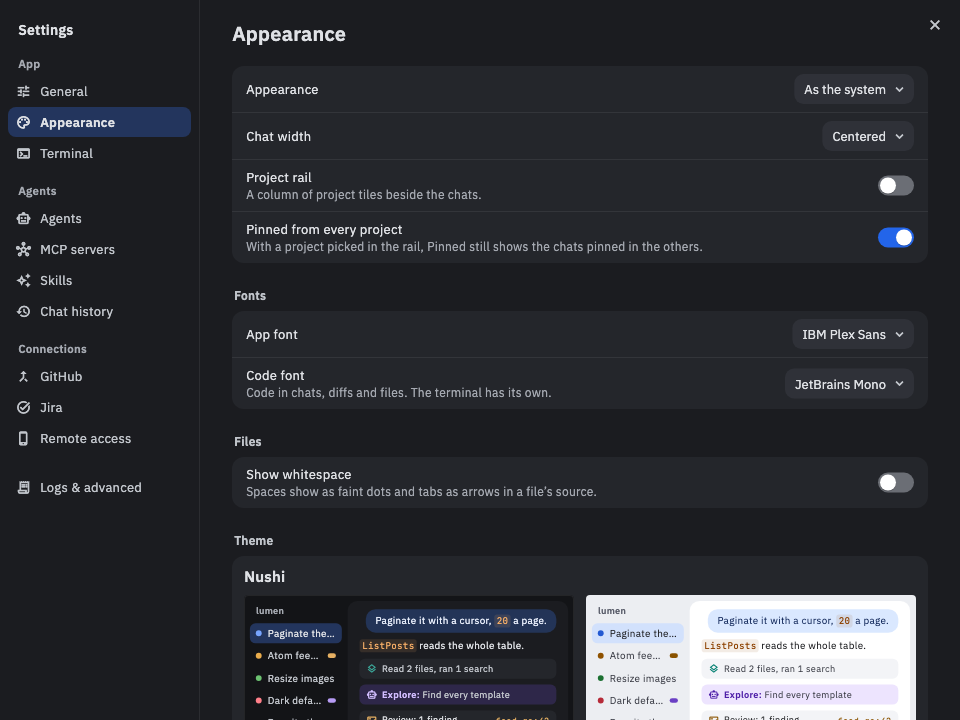 Settings
App
General
Appearance
Terminal
Agents
Agents
MCP servers
Skills
Chat history
Connections
GitHub
Jira
Remote access
Logs & advanced
Appearance
Appearance
As the system
Chat width
Centered
Project rail
A column of project tiles beside the chats.
Pinned from every project
With a project picked in the rail, Pinned still shows the chats pinned in the others.
Fonts
App font
IBM Plex Sans
Code font
Code in chats, diffs and files. The terminal has its own.
JetBrains Mono
Files
Show whitespace
Spaces show as faint dots and tabs as arrows in a file's source.
Theme
Nushi
lumen
Paginate the...
Atom fee...
Resize images
Dark defa...
Paginate it with a cursor, 20 a page.
ListPosts reads the whole table.
Read 2 files, ran 1 search
Explore: Find every template
Review: 1 finding
lumen
Paginate the...
Atom fee...
Resize images
Dark defa...
Paginate it with a cursor, 20 a page.
ListPosts reads the whole table.
Read 2 files, ran 1 search
Explore: Find every template
Review: 1 finding